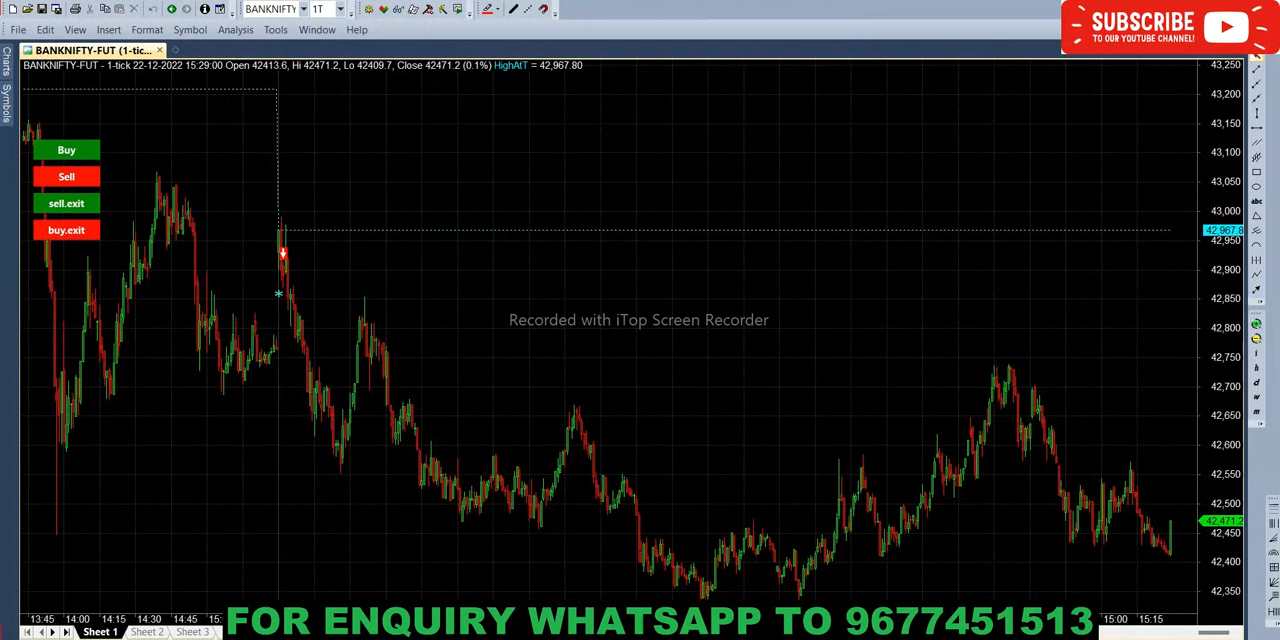 BANKNIFTY
1T
SUBSCRIBE
TO OUR YOUTUBE CHANNEL!
File Edit View Insert Format Symbol Analysis Tools Window Help
BANKNIFTY-FUT (1-tic...
Charts
Symbols
BANKNIFTY-FUT - 1-tick 22-12-2022 15:29:00 Open 42413.6, Hi 42471.2, Lo 42409.7, Close 42471.2 (0.1%) HighAtT = 42,967.80
Buy
Sell
sell.exit
buy.exit
43,250
43,200
43,150
43,100
43,050
43,000
42,967.8
42,950
42,900
42,850
42,800
42,750
42,700
42,650
42,600
42,550
42,500
42,471.2
42,450
42,400
42,350
abc
i
h
d
w
m
Recorded with iTop Screen Recorder
13:45 14:00 14:15 14:30 14:45 15:00 15:15
Sheet 1 Sheet 2 Sheet 3
FOR ENQUIRY WHATSAPP TO 9677451513